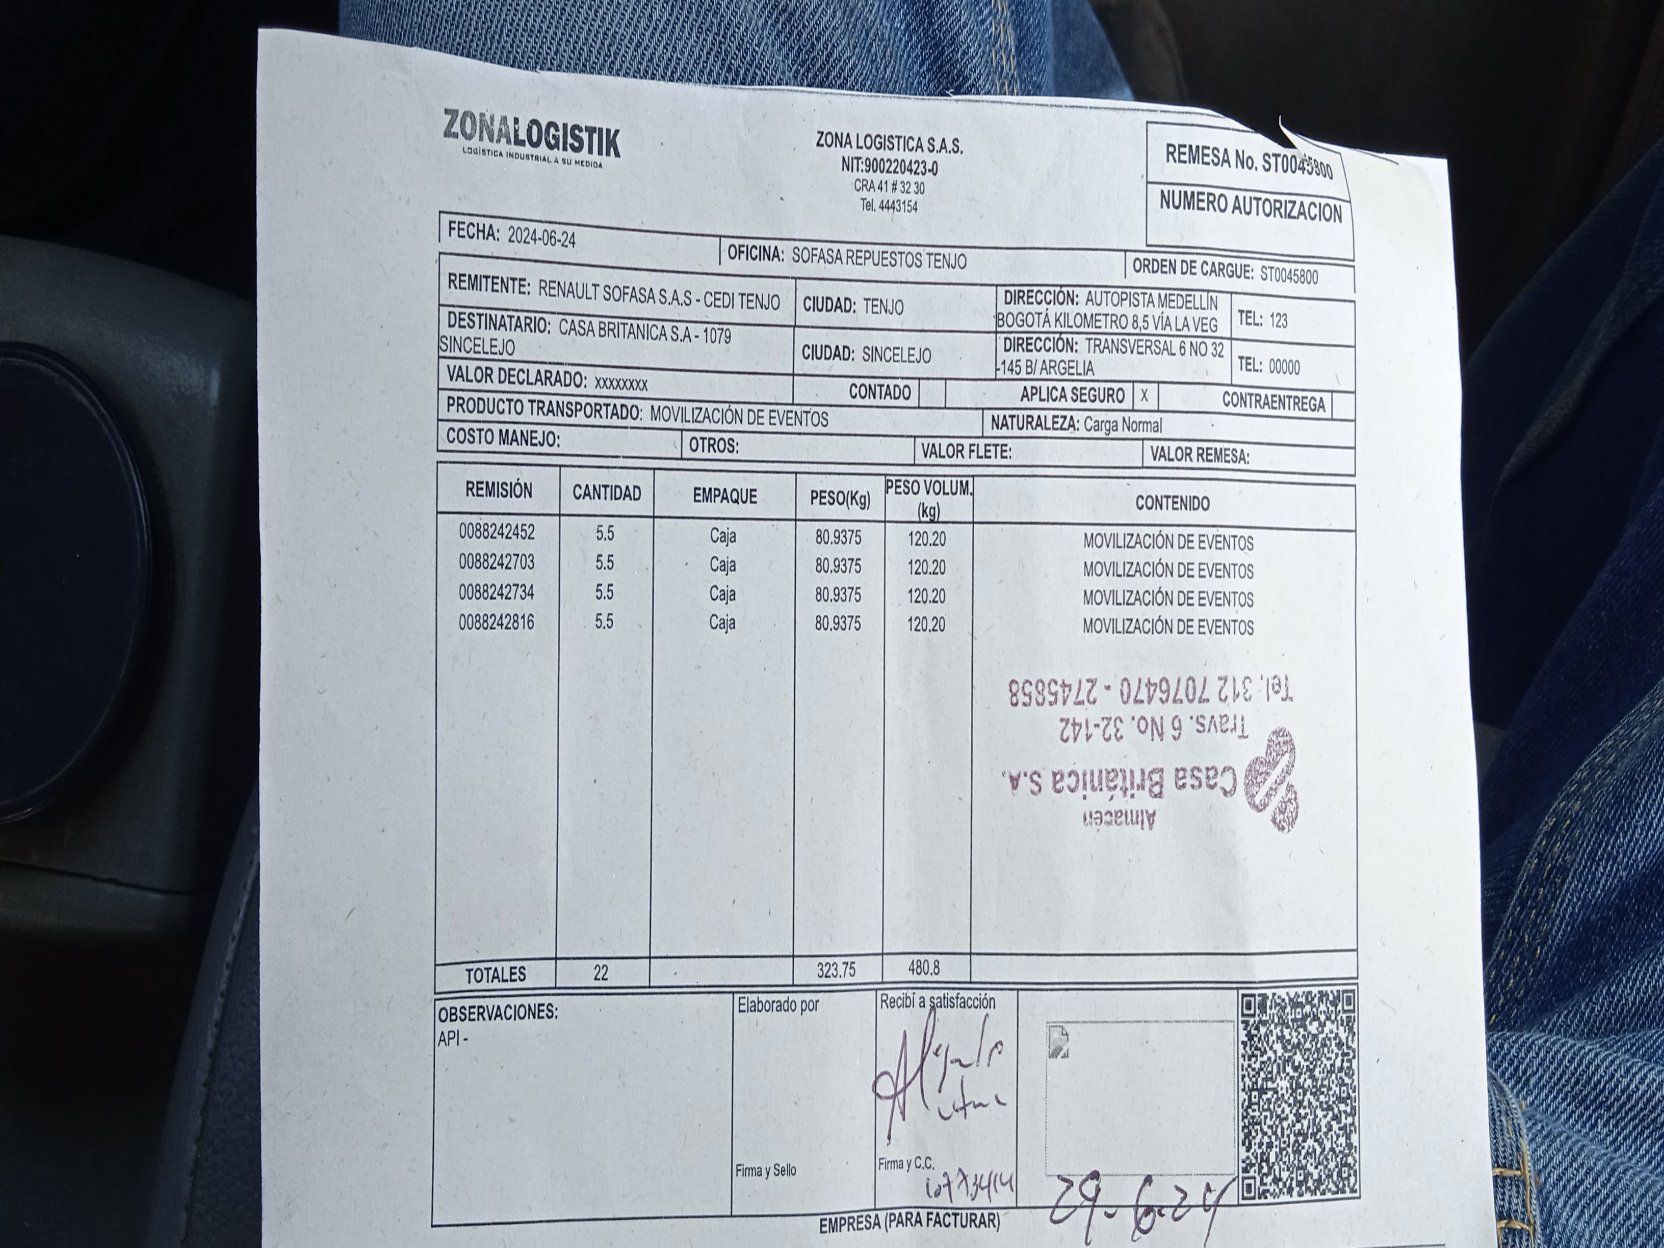 ZONALOGISTIK
LOGÍSTICA INDUSTRIAL A SU MEDIDA
ZONA LOGISTICA S.A.S.
NIT:900220423-0
CRA 41 # 32 30
Tel. 4443154
REMESA No. ST0045800
NUMERO AUTORIZACION
FECHA: 2024-06-24
OFICINA: SOFASA REPUESTOS TENJO
ORDEN DE CARGUE: ST0045800
REMITENTE: RENAULT SOFASA S.A.S - CEDI TENJO
CIUDAD: TENJO
DIRECCIÓN: AUTOPISTA MEDELLÍN
BOGOTÁ KILOMETRO 8,5 VÍA LA VEG
TEL: 123
DESTINATARIO: CASA BRITANICA S.A - 1079
SINCELEJO
CIUDAD: SINCELEJO
DIRECCIÓN: TRANSVERSAL 6 NO 32
-145 B/ ARGELIA
TEL: 00000
VALOR DECLARADO: xxxxxxxx
CONTADO
APLICA SEGURO X
CONTRAENTREGA
PRODUCTO TRANSPORTADO: MOVILIZACIÓN DE EVENTOS
NATURALEZA: Carga Normal
COSTO MANEJO:
OTROS:
VALOR FLETE:
VALOR REMESA:
REMISIÓN CANTIDAD EMPAQUE PESO(Kg) PESO VOLUM. (kg) CONTENIDO
0088242452 5.5 Caja 80.9375 120.20 MOVILIZACIÓN DE EVENTOS
0088242703 5.5 Caja 80.9375 120.20 MOVILIZACIÓN DE EVENTOS
0088242734 5.5 Caja 80.9375 120.20 MOVILIZACIÓN DE EVENTOS
0088242816 5.5 Caja 80.9375 120.20 MOVILIZACIÓN DE EVENTOS
Almacén
Casa Británica S.A.
Travs. 6 No. 32-142
Tel. 312 7076470 - 2745858
TOTALES 22 323.75 480.8
OBSERVACIONES:
API -
Elaborado por
Firma y Sello
Recibí a satisfacción
Firma y C.C.
29-6-24
EMPRESA (PARA FACTURAR)